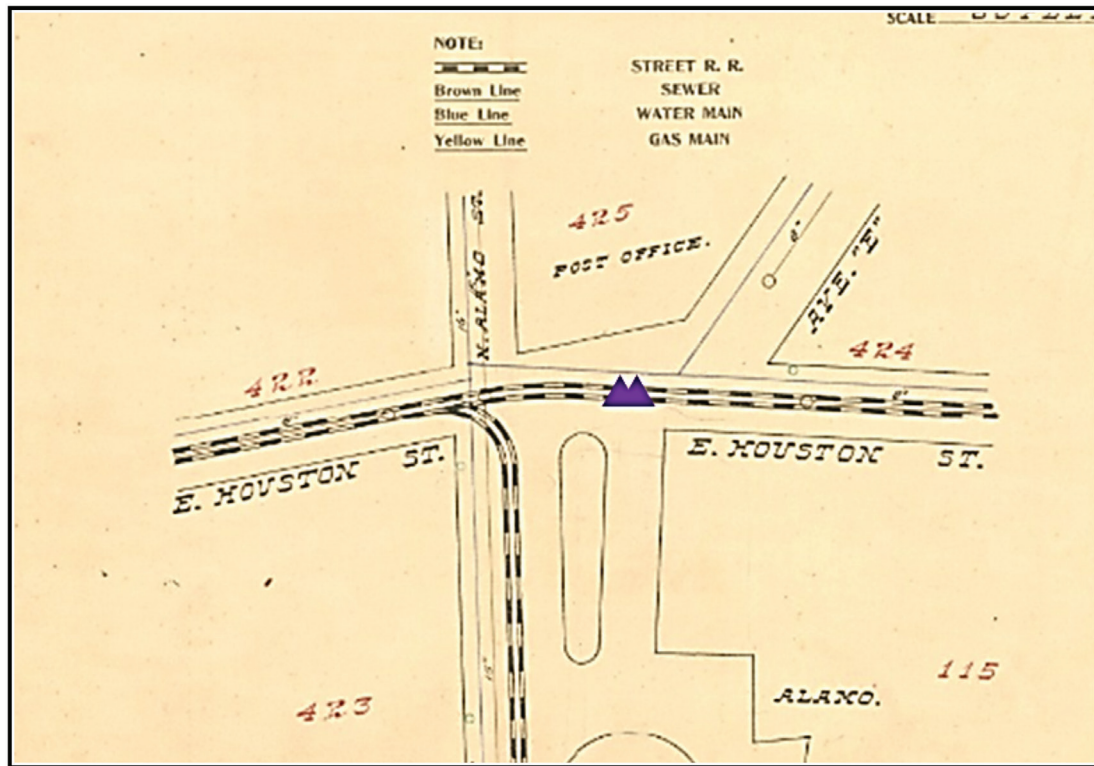 SCALE
NOTE:
STREET R. R.
Brown Line SEWER
Blue Line WATER MAIN
Yellow Line GAS MAIN
N. ALAMO ST.
425
POST OFFICE.
AVE. "E"
424
422
E. HOUSTON ST.
E. HOUSTON ST.
423
115
ALAMO.